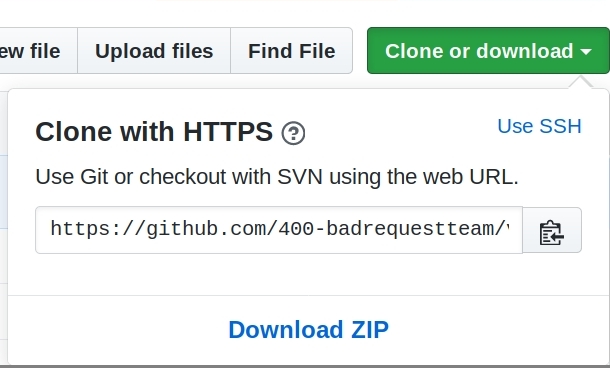 ew file Upload files Find File Clone or download
Clone with HTTPS ?
Use SSH
Use Git or checkout with SVN using the web URL.
https://github.com/400-badrequestteam/
Download ZIP